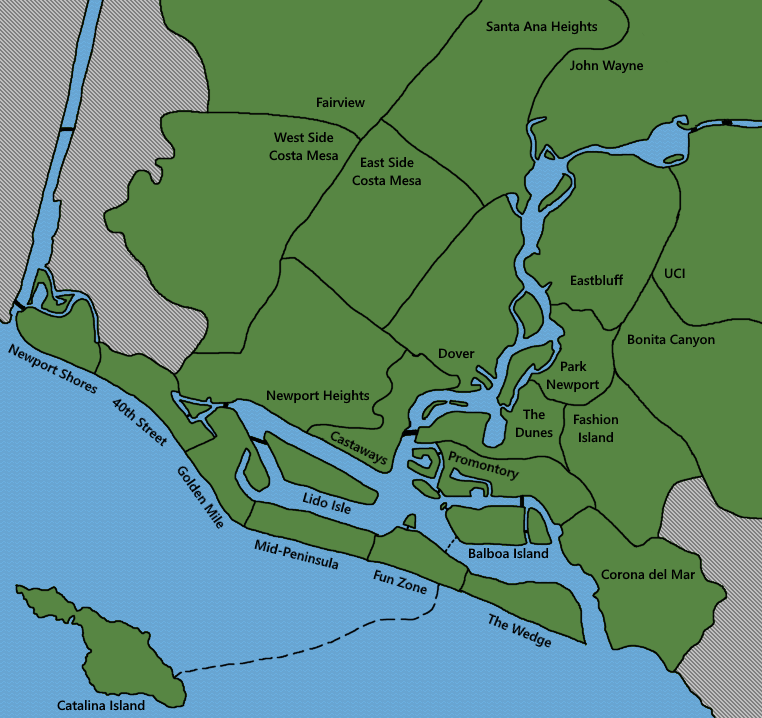 Santa Ana Heights
John Wayne
Fairview
West Side
Costa Mesa
East Side
Costa Mesa
Eastbluff
UCI
Bonita Canyon
Newport Shores
Dover
Park
Newport
40th Street
Newport Heights
The
Dunes
Fashion
Island
Castaways
Promontory
Golden Mile
Lido Isle
Mid-Peninsula
Balboa Island
Fun Zone
Corona del Mar
The Wedge
Catalina Island